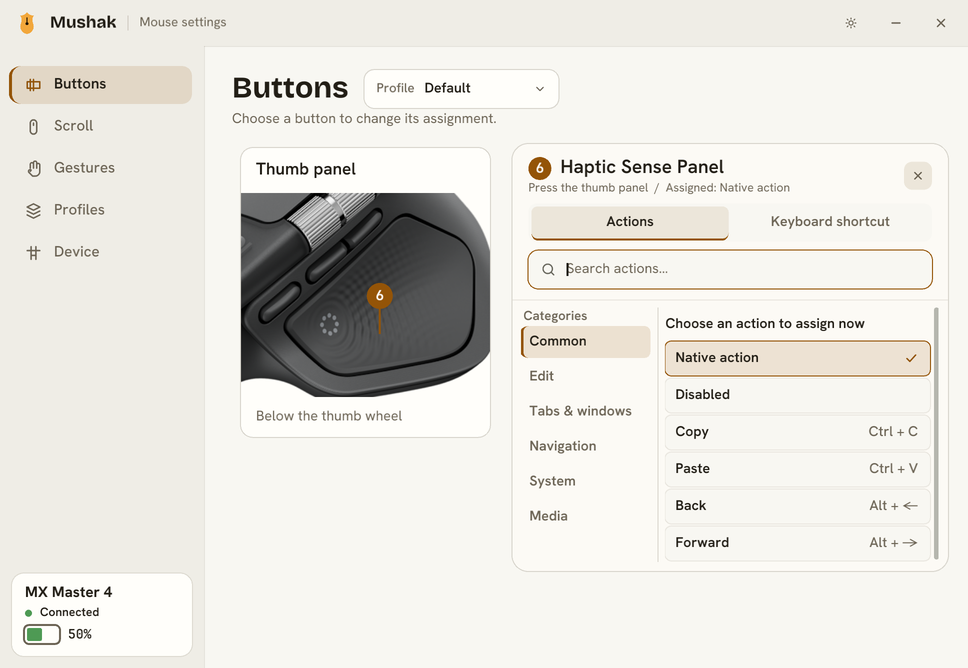 Mushak
Mouse settings
Buttons
Scroll
Gestures
Profiles
Device
MX Master 4
Connected
50%
Buttons
Profile Default
Choose a button to change its assignment.
Thumb panel
6
Below the thumb wheel
6 Haptic Sense Panel
Press the thumb panel / Assigned: Native action
Actions
Keyboard shortcut
Search actions...
Categories
Common
Edit
Tabs & windows
Navigation
System
Media
Choose an action to assign now
Native action
Disabled
Copy Ctrl + C
Paste Ctrl + V
Back Alt + ←
Forward Alt + →